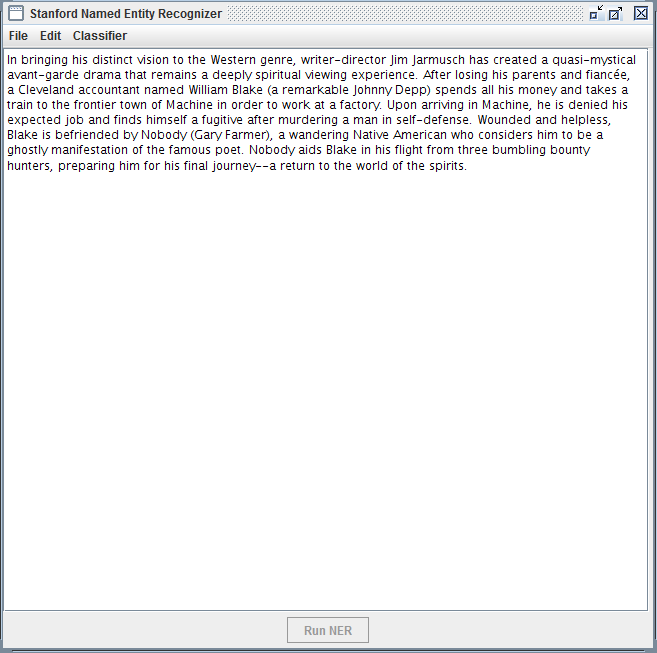 Stanford Named Entity Recognizer
File Edit Classifier
In bringing his distinct vision to the Western genre, writer-director Jim Jarmusch has created a quasi-mystical
avant-garde drama that remains a deeply spiritual viewing experience. After losing his parents and fiancée,
a Cleveland accountant named William Blake (a remarkable Johnny Depp) spends all his money and takes a
train to the frontier town of Machine in order to work at a factory. Upon arriving in Machine, he is denied his
expected job and finds himself a fugitive after murdering a man in self-defense. Wounded and helpless,
Blake is befriended by Nobody (Gary Farmer), a wandering Native American who considers him to be a
ghostly manifestation of the famous poet. Nobody aids Blake in his flight from three bumbling bounty
hunters, preparing him for his final journey--a return to the world of the spirits.
Run NER